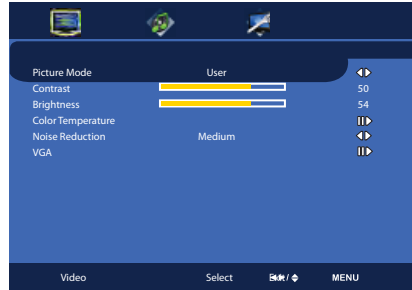 Picture Mode User
Contrast 50
Brightness 54
Color Temperature
Noise Reduction Medium
VGA
Video Select / MENU